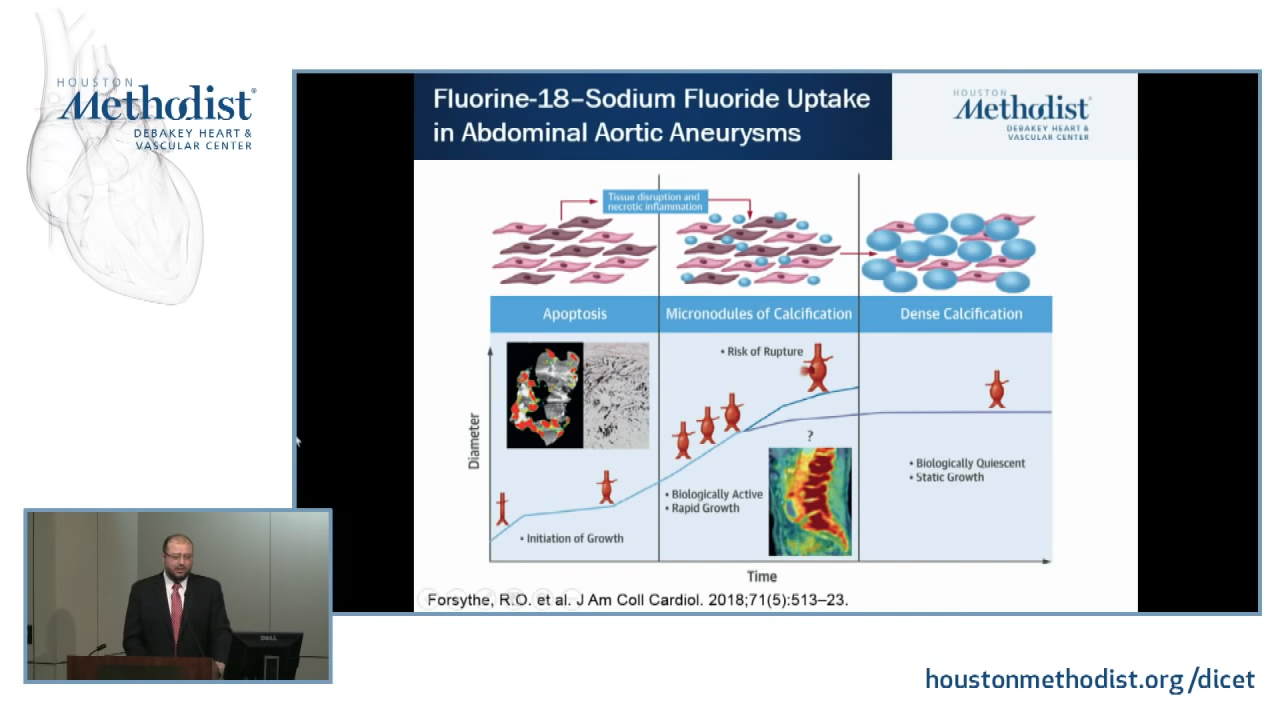 HOUSTON
Methodist®
DEBAKEY HEART &
VASCULAR CENTER
Fluorine-18–Sodium Fluoride Uptake
in Abdominal Aortic Aneurysms
HOUSTON
Methodist
DEBAKEY HEART &
VASCULAR CENTER
Tissue disruption and
necrotic inflammation
Apoptosis
Micronodules of Calcification
Dense Calcification
• Risk of Rupture
?
Diameter
• Biologically Active
• Rapid Growth
• Biologically Quiescent
• Static Growth
• Initiation of Growth
Time
Forsythe, R.O. et al. J Am Coll Cardiol. 2018;71(5):513–23.
DELL
houstonmethodist.org/dicet